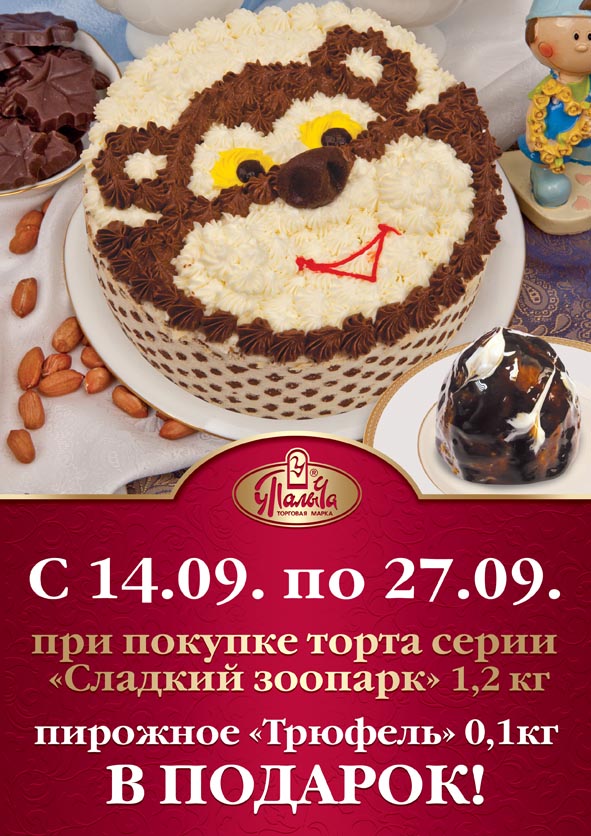 У
®
у Палыча
ТОРГОВАЯ МАРКА
С 14.09. по 27.09.
при покупке торта серии
«Сладкий зоопарк» 1,2 кг
пирожное «Трюфель» 0,1кг
В ПОДАРОК!